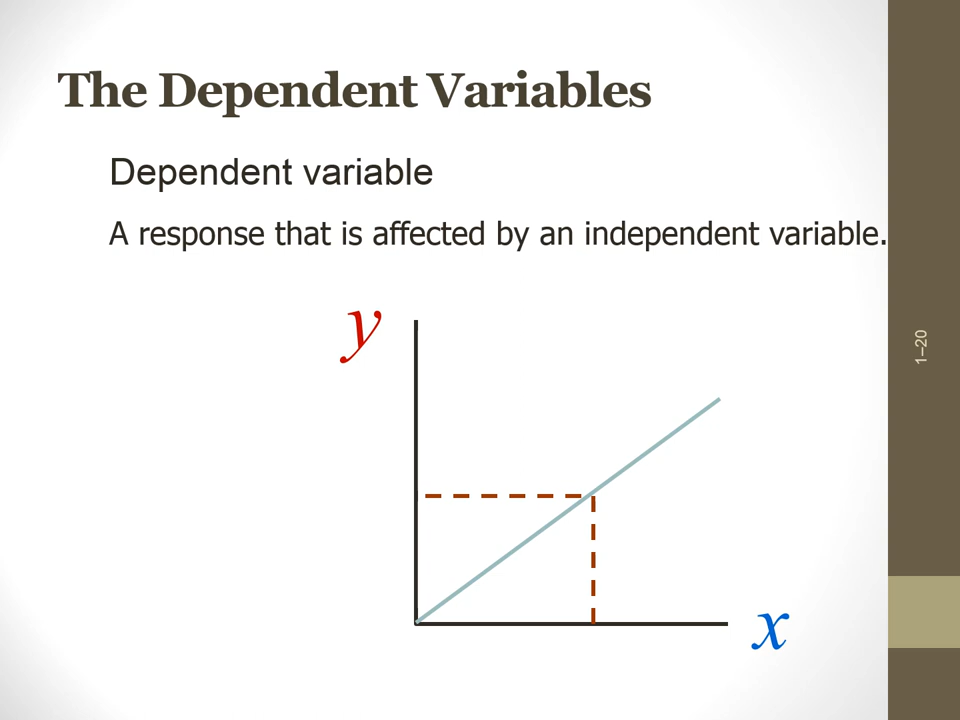 The Dependent Variables
Dependent variable
A response that is affected by an independent variable.
y
x
1–20